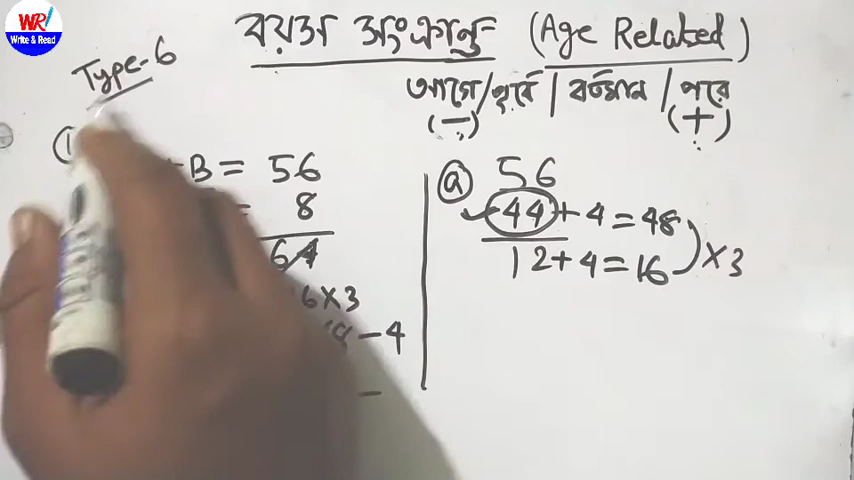 WR
Write & Read
বয়স সংক্রান্ত (Age Related)
Type-6
আগে/পূর্বে | বর্তমান | পরে
(-) (+)
B = 56
8
64
6×3
-4
a 56
44+4=48
12+4=16 ×3